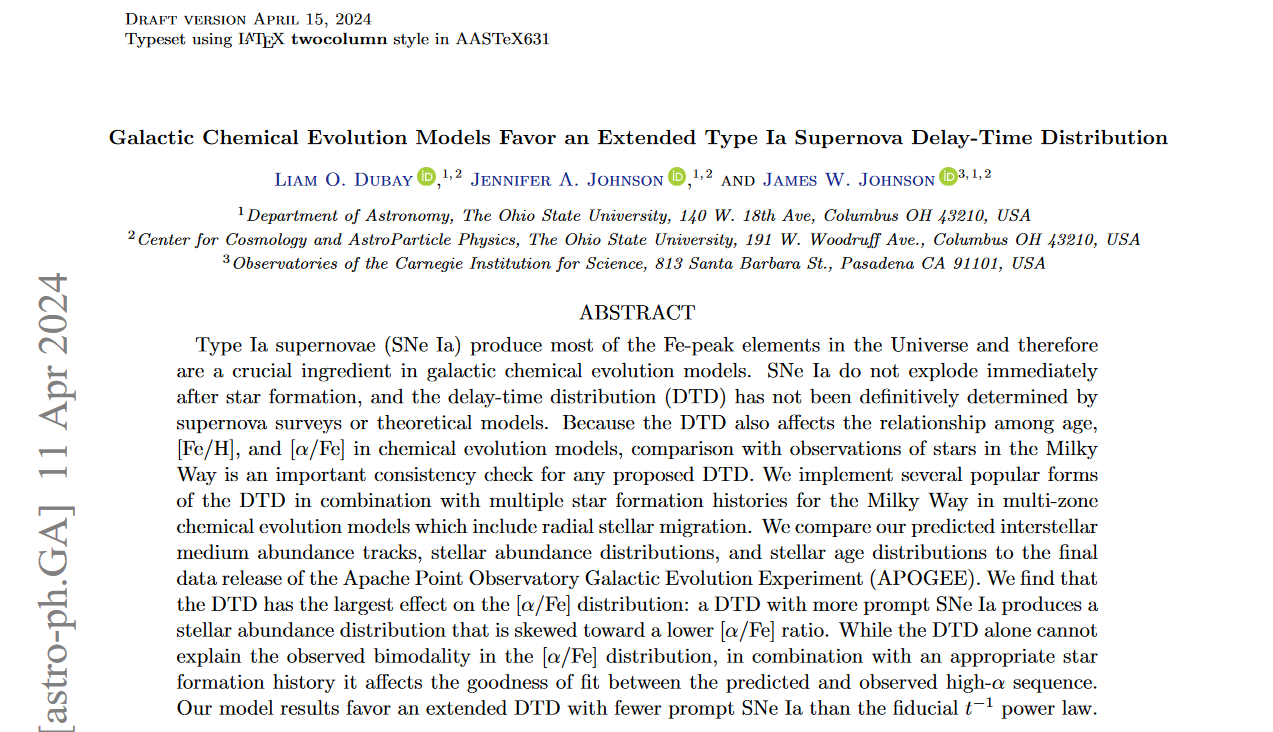 DRAFT VERSION APRIL 15, 2024
Typeset using LATEX twocolumn style in AASTeX631
Galactic Chemical Evolution Models Favor an Extended Type Ia Supernova Delay-Time Distribution
LIAM O. DUBAY iD,1,2 JENNIFER A. JOHNSON iD,1,2 AND JAMES W. JOHNSON iD3,1,2
1Department of Astronomy, The Ohio State University, 140 W. 18th Ave, Columbus OH 43210, USA
2Center for Cosmology and AstroParticle Physics, The Ohio State University, 191 W. Woodruff Ave., Columbus OH 43210, USA
3Observatories of the Carnegie Institution for Science, 813 Santa Barbara St., Pasadena CA 91101, USA
ABSTRACT
Type Ia supernovae (SNe Ia) produce most of the Fe-peak elements in the Universe and therefore
are a crucial ingredient in galactic chemical evolution models. SNe Ia do not explode immediately
after star formation, and the delay-time distribution (DTD) has not been definitively determined by
supernova surveys or theoretical models. Because the DTD also affects the relationship among age,
[Fe/H], and [α/Fe] in chemical evolution models, comparison with observations of stars in the Milky
Way is an important consistency check for any proposed DTD. We implement several popular forms
of the DTD in combination with multiple star formation histories for the Milky Way in multi-zone
chemical evolution models which include radial stellar migration. We compare our predicted interstellar
medium abundance tracks, stellar abundance distributions, and stellar age distributions to the final
data release of the Apache Point Observatory Galactic Evolution Experiment (APOGEE). We find that
the DTD has the largest effect on the [α/Fe] distribution: a DTD with more prompt SNe Ia produces a
stellar abundance distribution that is skewed toward a lower [α/Fe] ratio. While the DTD alone cannot
explain the observed bimodality in the [α/Fe] distribution, in combination with an appropriate star
formation history it affects the goodness of fit between the predicted and observed high-α sequence.
Our model results favor an extended DTD with fewer prompt SNe Ia than the fiducial t⁻¹ power law.
[astro-ph.GA] 11 Apr 2024